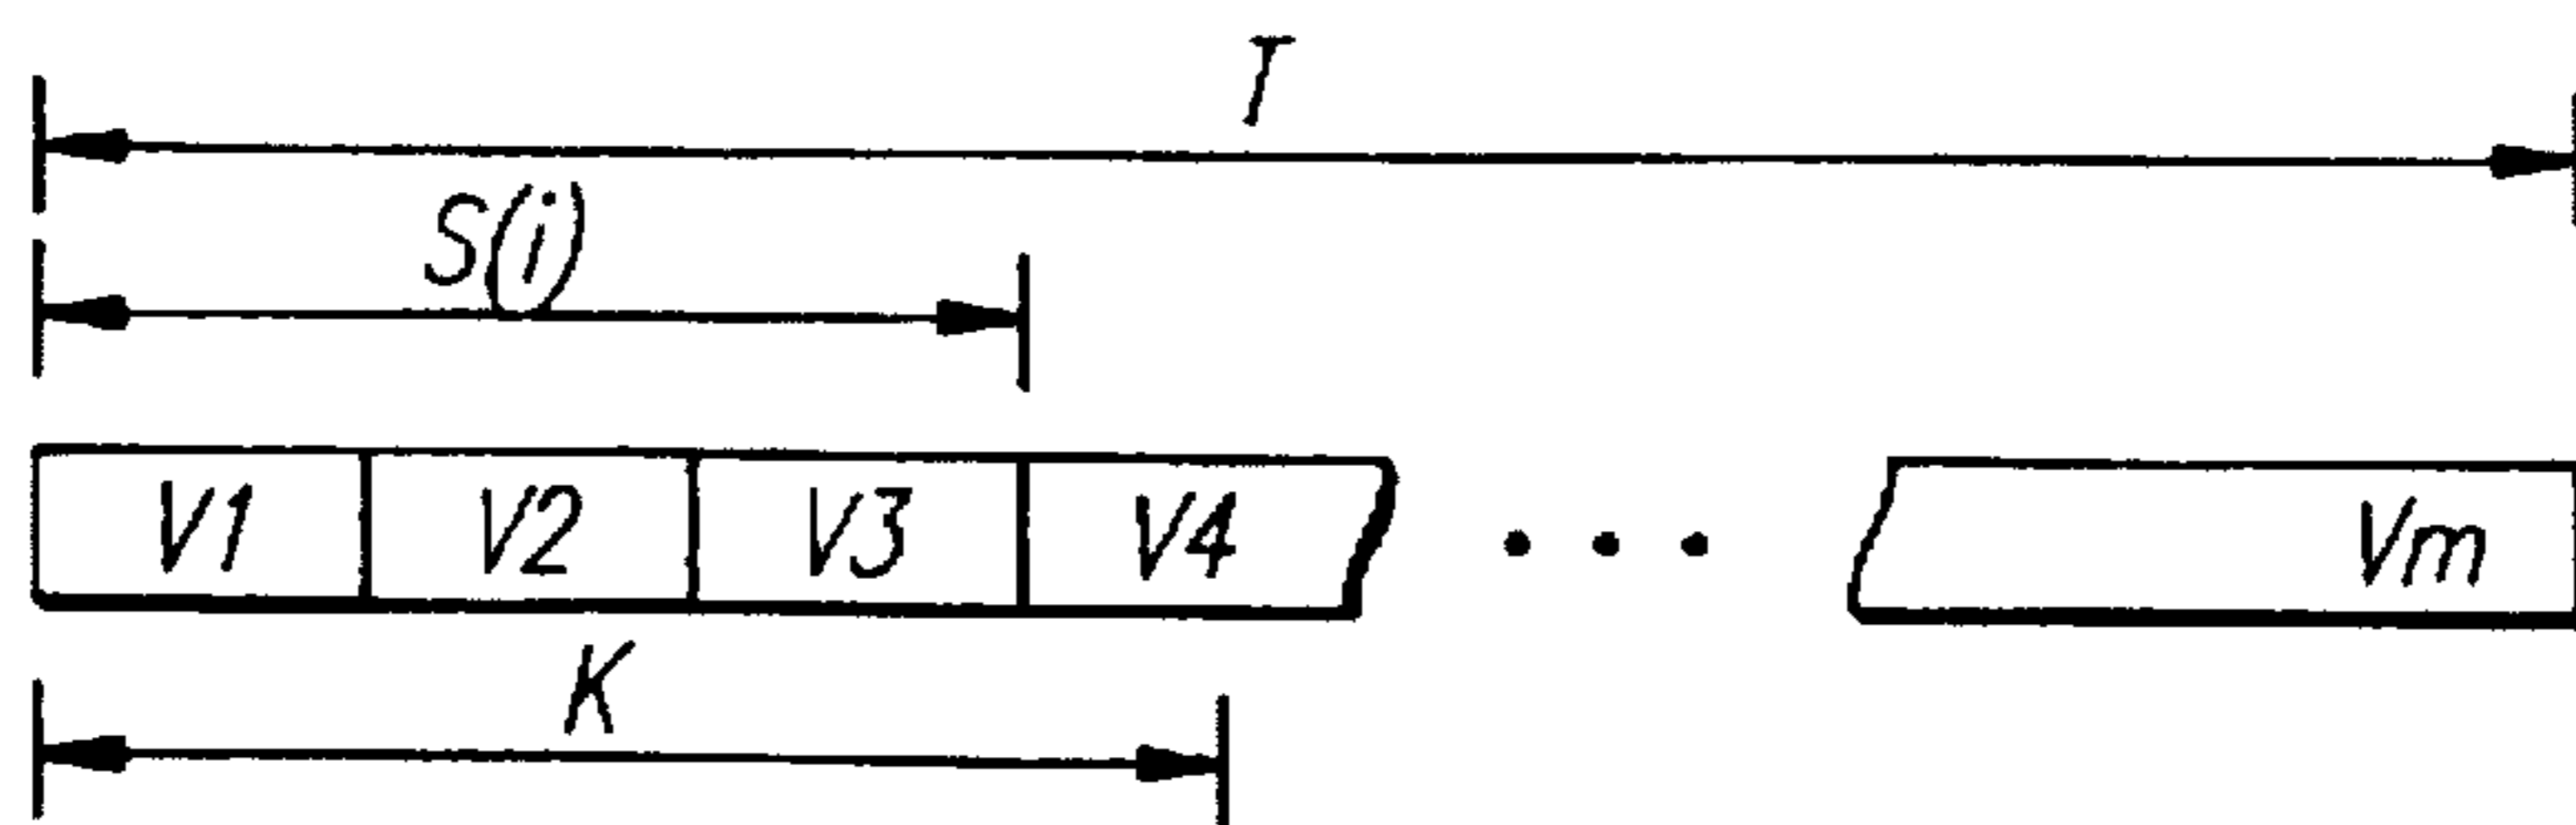 T
S(i)
V1 V2 V3 V4 • • • Vm
K